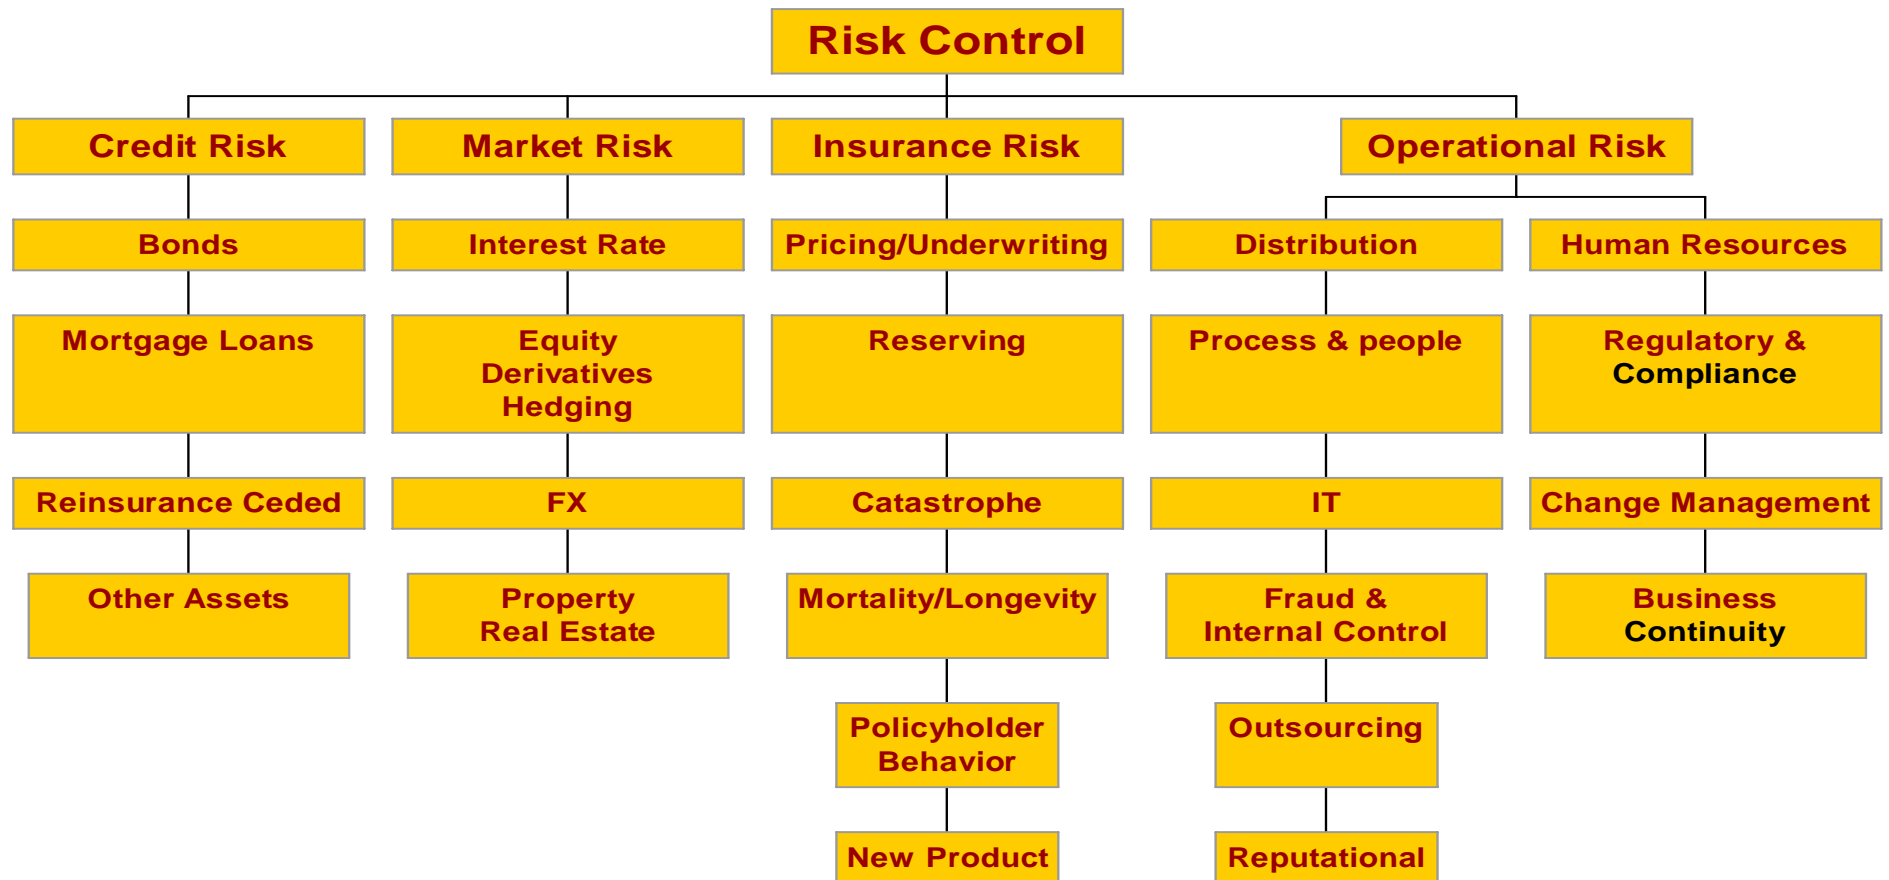 Risk Control
Credit Risk
Market Risk
Insurance Risk
Operational Risk
Bonds
Interest Rate
Pricing/Underwriting
Distribution
Human Resources
Mortgage Loans
Equity
Derivatives
Hedging
Reserving
Process & people
Regulatory &
Compliance
Reinsurance Ceded
FX
Catastrophe
IT
Change Management
Other Assets
Property
Real Estate
Mortality/Longevity
Fraud &
Internal Control
Business
Continuity
Policyholder
Behavior
Outsourcing
New Product
Reputational